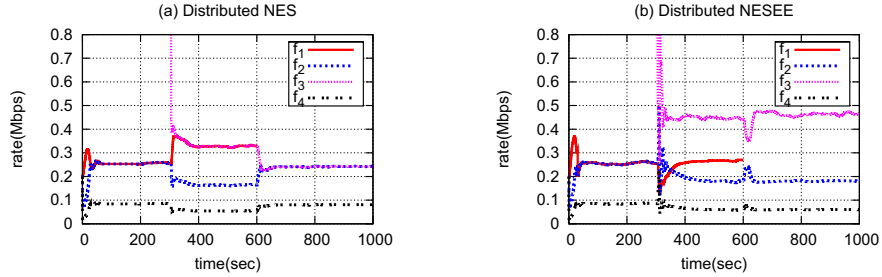 (a) Distributed NES
0.8
0.7
0.6
0.5
0.4
0.3
0.2
0.1
0
rate(Mbps)
0 200 400 600 800 1000
time(sec)
f1
f2
f3
f4
(b) Distributed NESEE
0.8
0.7
0.6
0.5
0.4
0.3
0.2
0.1
0
rate(Mbps)
0 200 400 600 800 1000
time(sec)
f1
f2
f3
f4